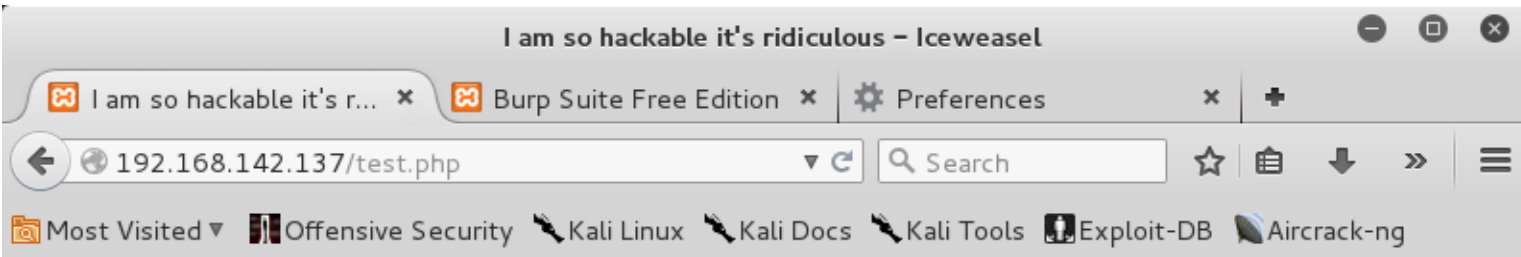 I am so hackable it's ridiculous – Iceweasel
I am so hackable it's r... Burp Suite Free Edition Preferences
192.168.142.137/test.php Search
Most Visited Offensive Security Kali Linux Kali Docs Kali Tools Exploit-DB Aircrack-ng